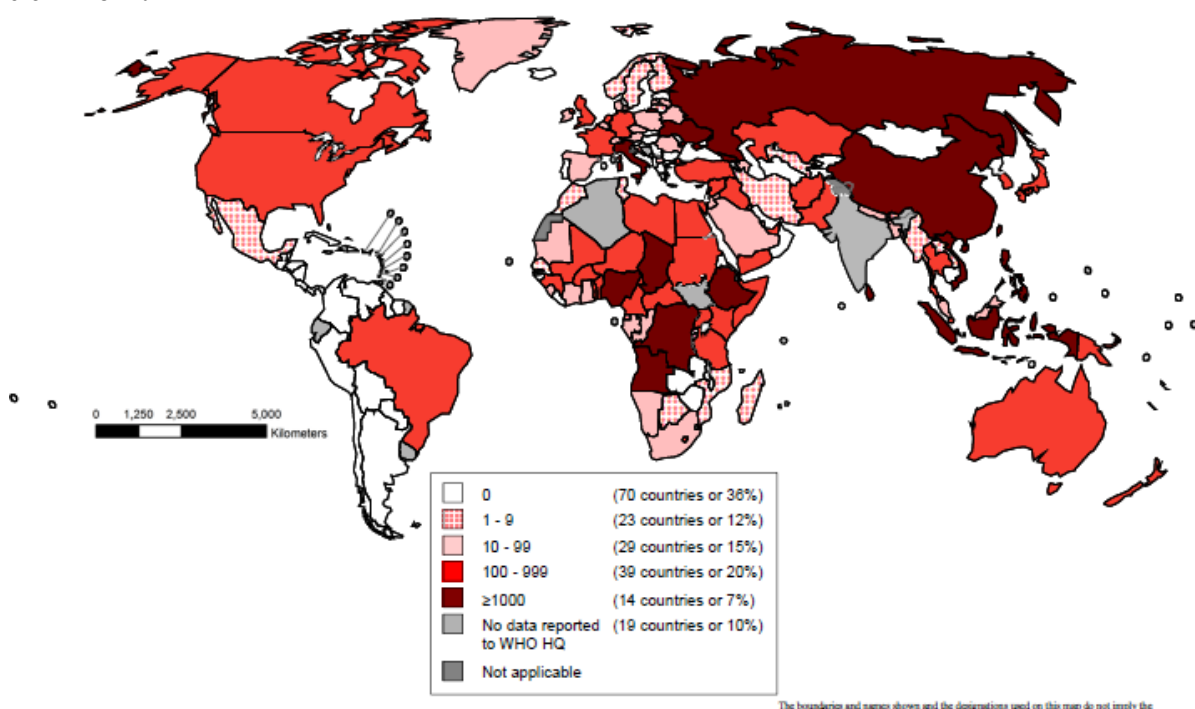 0 1,250 2,500 5,000
Kilometers
0 (70 countries or 36%)
1 - 9 (23 countries or 12%)
10 - 99 (29 countries or 15%)
100 - 999 (39 countries or 20%)
≥1000 (14 countries or 7%)
No data reported (19 countries or 10%)
to WHO HQ
Not applicable
The boundaries and names shown and the designations used on this map do not imply the